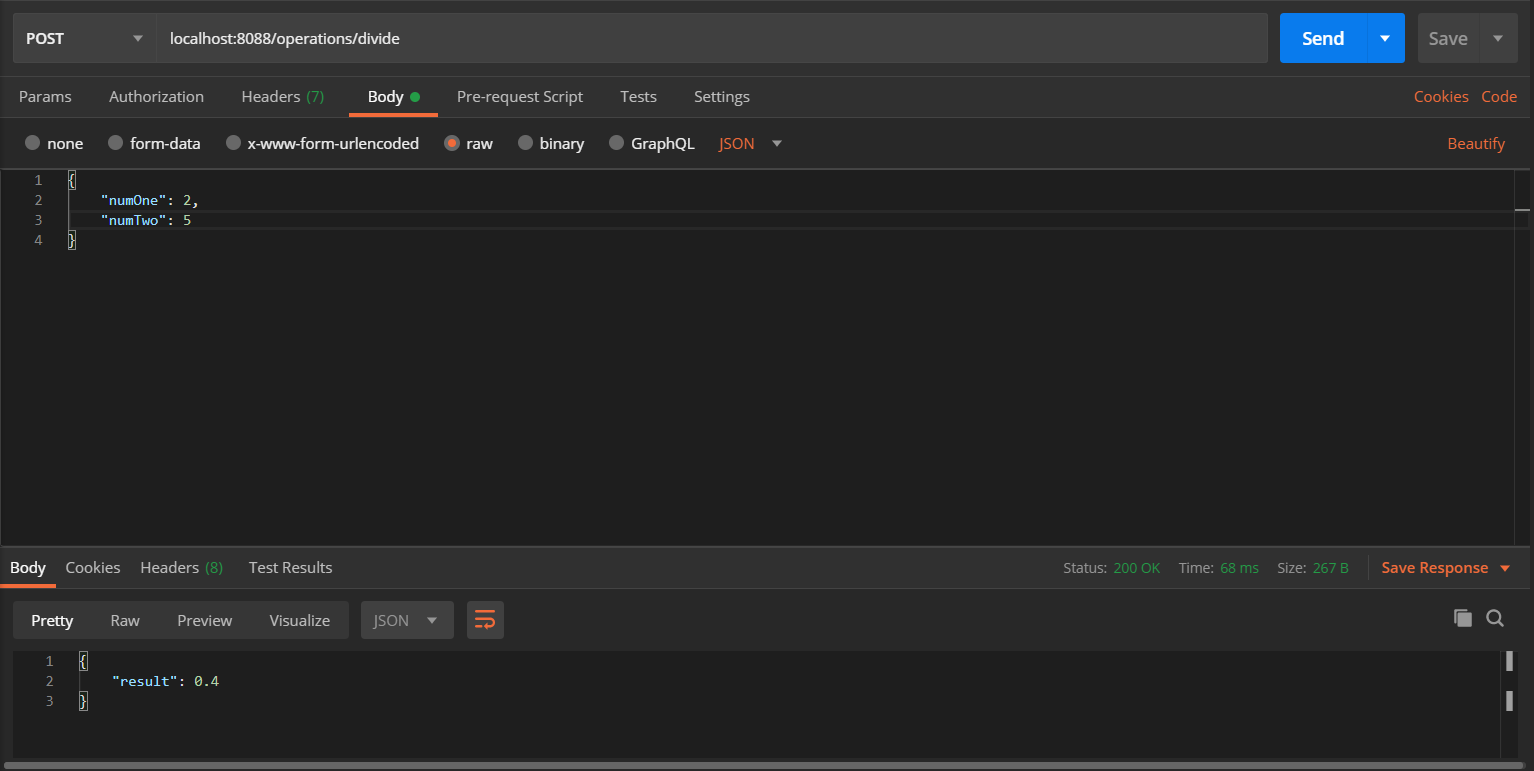 POST localhost:8088/operations/divide Send Save
Params Authorization Headers (7) Body Pre-request Script Tests Settings Cookies Code
none form-data x-www-form-urlencoded raw binary GraphQL JSON Beautify
1 {
2 "numOne": 2,
3 "numTwo": 5
4 }
Body Cookies Headers (8) Test Results Status: 200 OK Time: 68 ms Size: 267 B Save Response
Pretty Raw Preview Visualize JSON
1 {
2 "result": 0.4
3 }